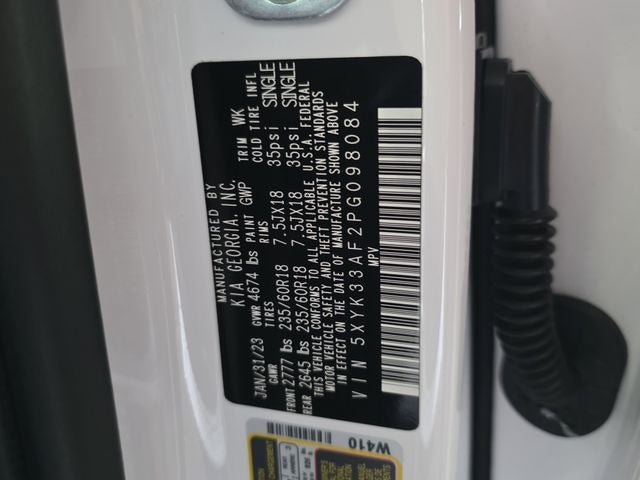 MANUFACTURED BY
KIA GEORGIA, INC.
JAN/31/23 GVWR 4674 lbs PAINT GWP TRIM WK
GAWR TIRES RIMS COLD TIRE INFL
FRONT 2777 lbs 235/60R18 7.5JX18 35psi SINGLE
REAR 2645 lbs 235/60R18 7.5JX18 35psi SINGLE
THIS VEHICLE CONFORMS TO ALL APPLICABLE U.S.A. FEDERAL
MOTOR VEHICLE SAFETY AND THEFT PREVENTION STANDARDS
IN EFFECT ON THE DATE OF MANUFACTURE SHOWN ABOVE
VIN 5XYK33AF2PG098084
MPV
W410